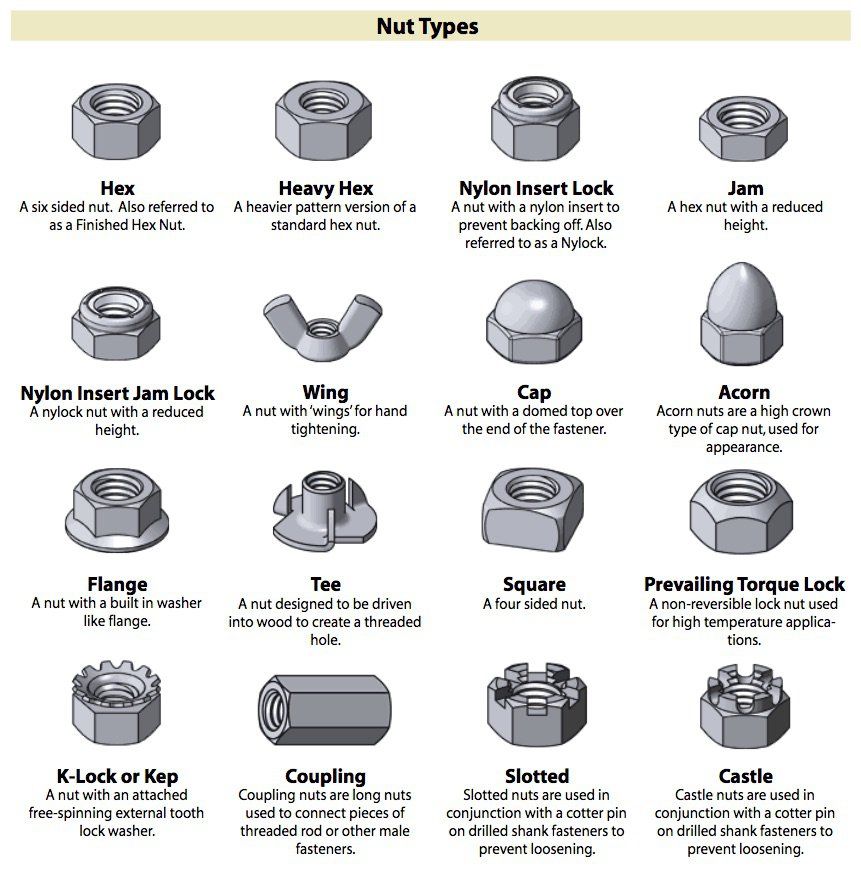 Nut Types
Hex
A six sided nut. Also referred to
as a Finished Hex Nut.
Heavy Hex
A heavier pattern version of a
standard hex nut.
Nylon Insert Lock
A nut with a nylon insert to
prevent backing off. Also
referred to as a Nylock.
Jam
A hex nut with a reduced
height.
Nylon Insert Jam Lock
A nylock nut with a reduced
height.
Wing
A nut with ‘wings’ for hand
tightening.
Cap
A nut with a domed top over
the end of the fastener.
Acorn
Acorn nuts are a high crown
type of cap nut, used for
appearance.
Flange
A nut with a built in washer
like flange.
Tee
A nut designed to be driven
into wood to create a threaded
hole.
Square
A four sided nut.
Prevailing Torque Lock
A non-reversible lock nut used
for high temperature applica-
tions.
K-Lock or Kep
A nut with an attached
free-spinning external tooth
lock washer.
Coupling
Coupling nuts are long nuts
used to connect pieces of
threaded rod or other male
fasteners.
Slotted
Slotted nuts are used in
conjunction with a cotter pin
on drilled shank fasteners to
prevent loosening.
Castle
Castle nuts are used in
conjunction with a cotter pin
on drilled shank fasteners to
prevent loosening.